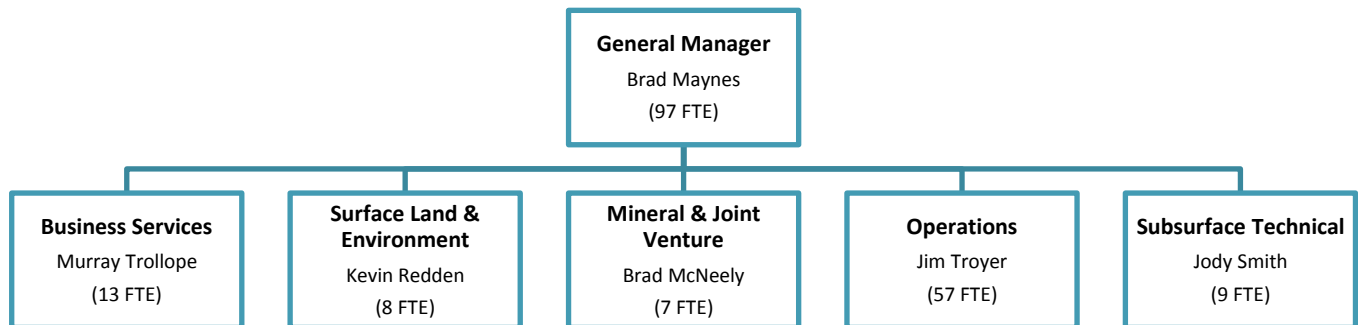 General Manager
Brad Maynes
(97 FTE)
Business Services
Murray Trollope
(13 FTE)
Surface Land &
Environment
Kevin Redden
(8 FTE)
Mineral & Joint
Venture
Brad McNeely
(7 FTE)
Operations
Jim Troyer
(57 FTE)
Subsurface Technical
Jody Smith
(9 FTE)